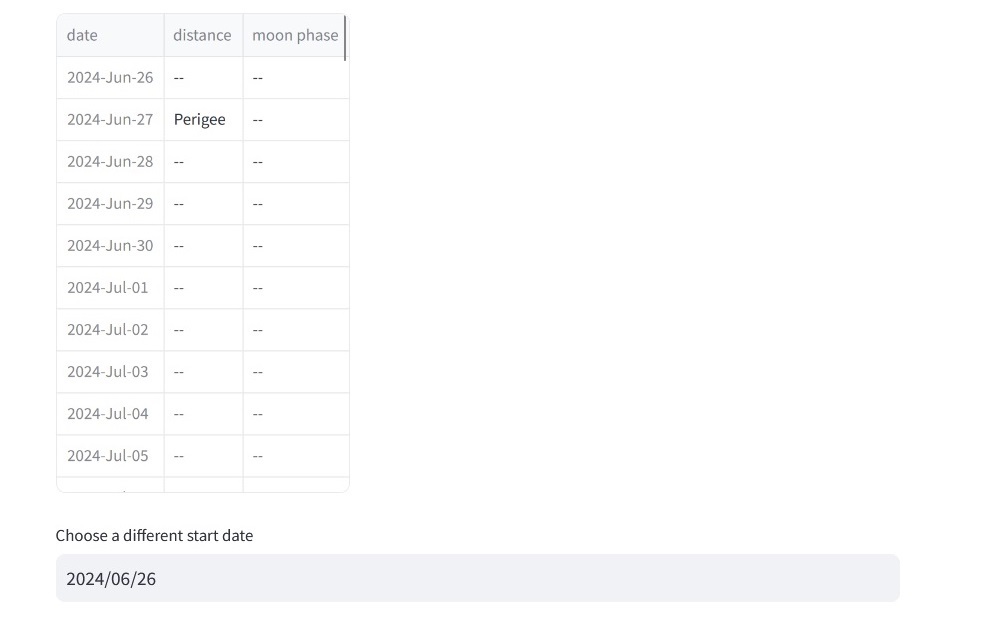 date distance moon phase
2024-Jun-26 -- --
2024-Jun-27 Perigee --
2024-Jun-28 -- --
2024-Jun-29 -- --
2024-Jun-30 -- --
2024-Jul-01 -- --
2024-Jul-02 -- --
2024-Jul-03 -- --
2024-Jul-04 -- --
2024-Jul-05 -- --
Choose a different start date
2024/06/26